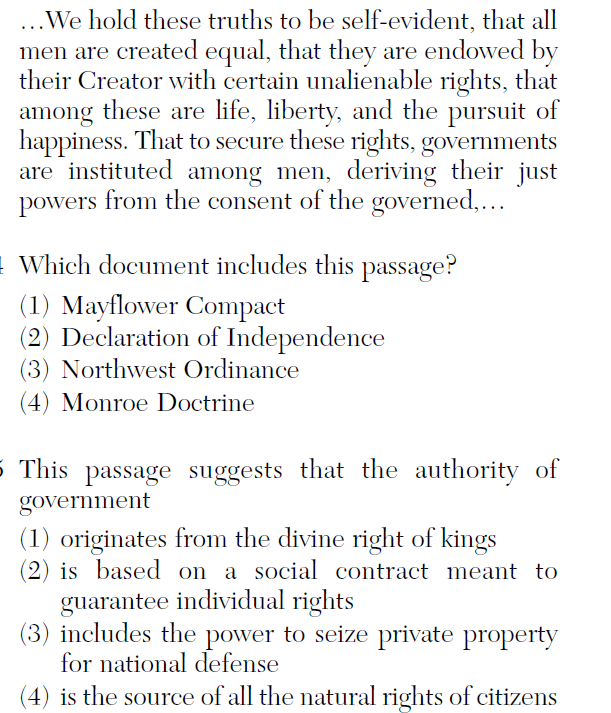 …We hold these truths to be self-evident, that all
men are created equal, that they are endowed by
their Creator with certain unalienable rights, that
among these are life, liberty, and the pursuit of
happiness. That to secure these rights, governments
are instituted among men, deriving their just
powers from the consent of the governed,…
Which document includes this passage?
(1) Mayflower Compact
(2) Declaration of Independence
(3) Northwest Ordinance
(4) Monroe Doctrine
This passage suggests that the authority of
government
(1) originates from the divine right of kings
(2) is based on a social contract meant to
guarantee individual rights
(3) includes the power to seize private property
for national defense
(4) is the source of all the natural rights of citizens